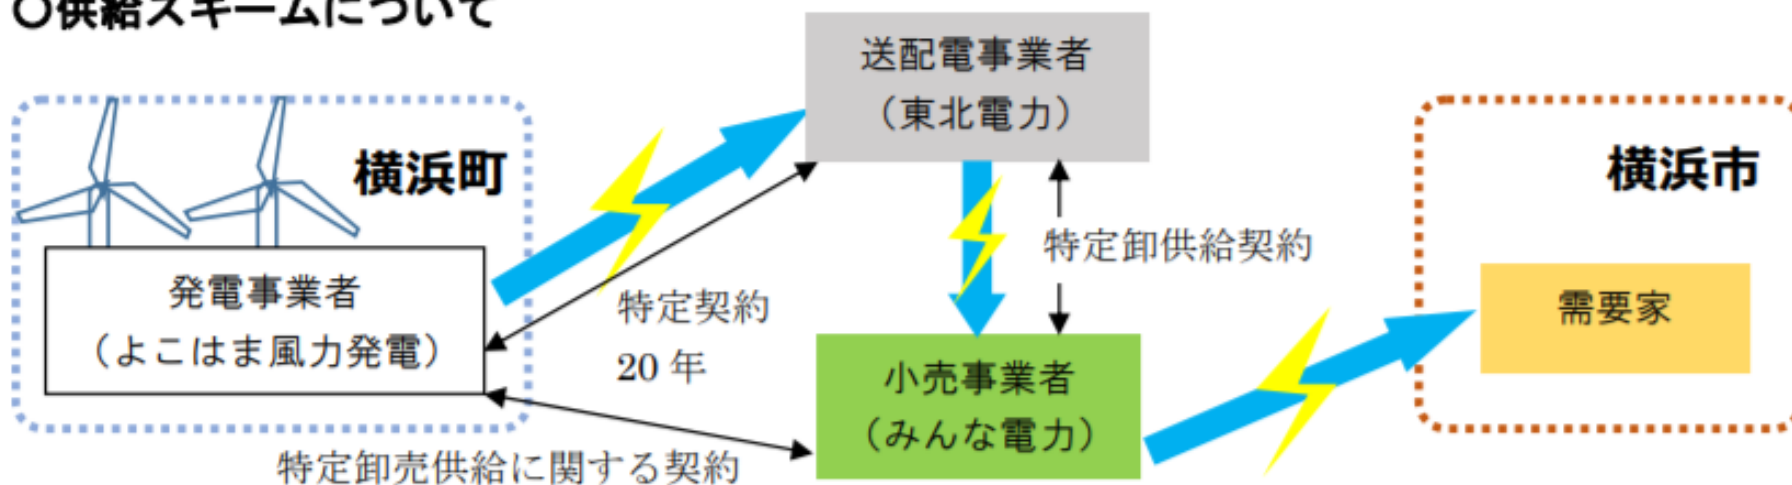 〇供給スキームについて
送配電事業者
（東北電力）
横浜町
横浜市
特定卸供給契約
発電事業者
（よこはま風力発電）
特定契約
20 年
需要家
小売事業者
（みんな電力）
特定卸売供給に関する契約